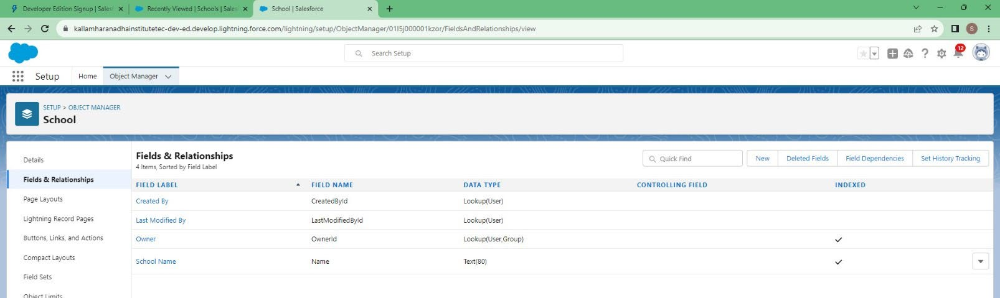 Developer Edition Signup | Sales
Recently Viewed | Schools | Sales
School | Salesforce
kallamharanadhainstitutetec-dev-ed.develop.lightning.force.com/lightning/setup/ObjectManager/01I5j000001kzor/FieldsAndRelationships/view
S
Search Setup
12
Setup
Home
Object Manager
SETUP > OBJECT MANAGER
School
Details
Fields & Relationships
Page Layouts
Lightning Record Pages
Buttons, Links, and Actions
Compact Layouts
Field Sets
Object Limits
Fields & Relationships
4 Items, Sorted by Field Label
Quick Find
New
Deleted Fields
Field Dependencies
Set History Tracking
FIELD LABEL FIELD NAME DATA TYPE CONTROLLING FIELD INDEXED
Created By CreatedById Lookup(User)
Last Modified By LastModifiedById Lookup(User)
Owner OwnerId Lookup(User,Group)
School Name Name Text(80)